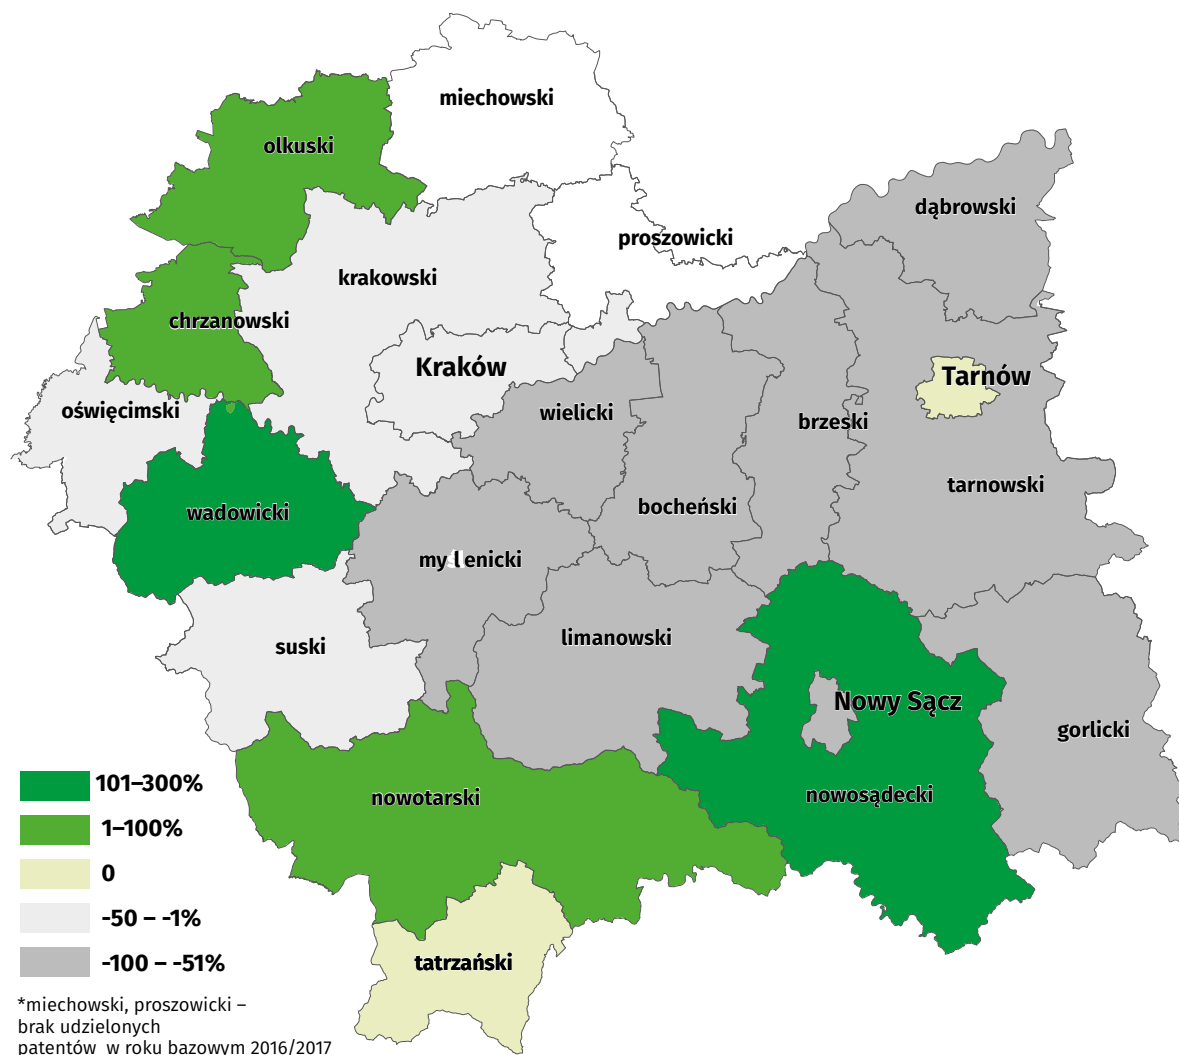 miechowski
olkuski
dąbrowski
proszowicki
krakowski
chrzanowski
Kraków
Tarnów
oświęcimski
wielicki
brzeski
tarnowski
wadowicki
bocheński
my l enicki
limanowski
suski
Nowy Sącz
gorlicki
nowotarski
nowosądecki
tatrzański
101–300%
1–100%
0
-50 – -1%
-100 – -51%
*miechowski, proszowicki –
brak udzielonych
patentów w roku bazowym 2016/2017